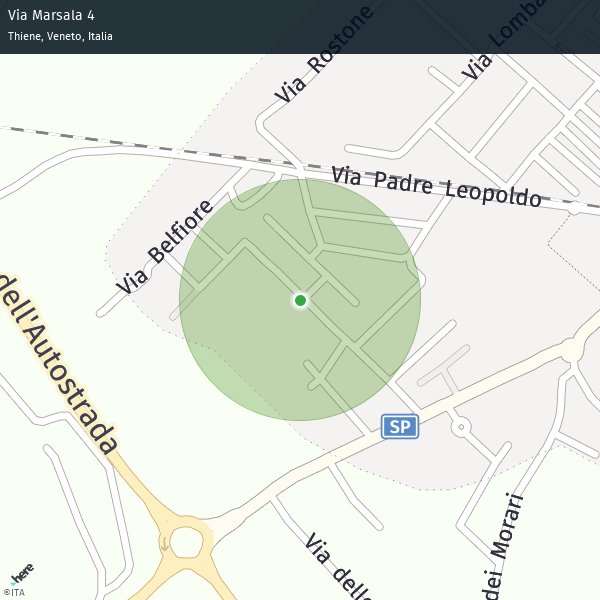 Via Marsala 4
Thiene, Veneto, Italia
Via Rostone
Via Lomba
Via Padre Leopoldo
Via Belfiore
dell'Autostrada
SP
Via delle
dei Morari
here
©ITA